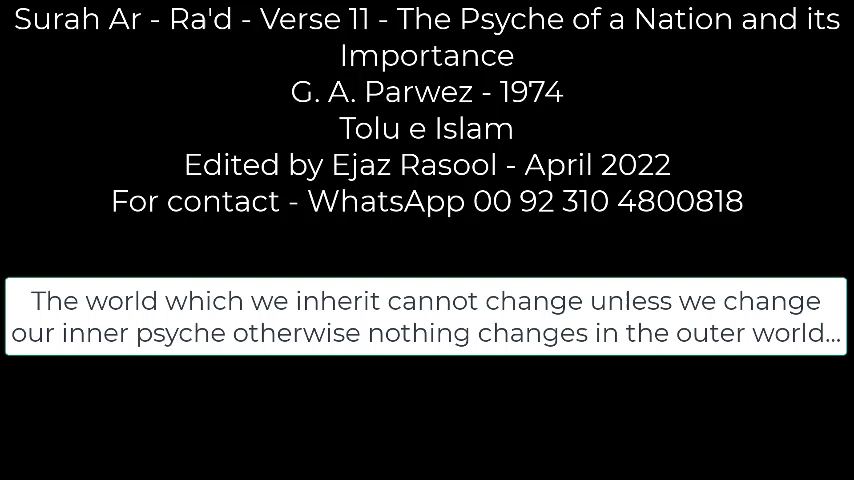 Surah Ar - Ra'd - Verse 11 - The Psyche of a Nation and its
Importance
G. A. Parwez - 1974
Tolu e Islam
Edited by Ejaz Rasool - April 2022
For contact - WhatsApp 00 92 310 4800818
The world which we inherit cannot change unless we change
our inner psyche otherwise nothing changes in the outer world...